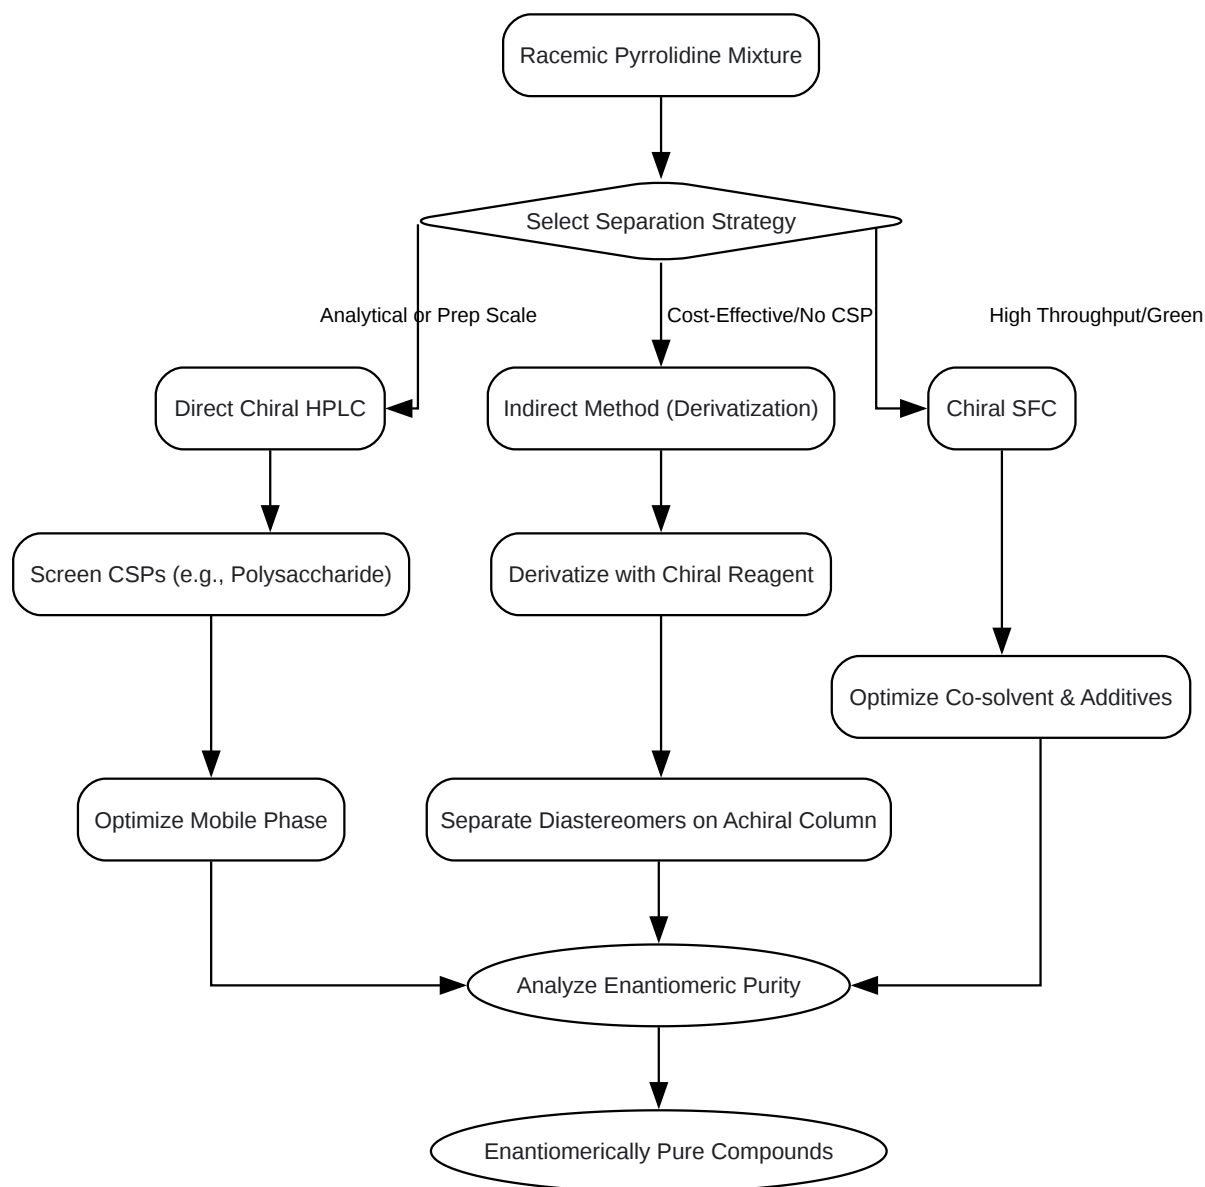 Racemic Pyrrolidine Mixture
Select Separation Strategy
Analytical or Prep Scale
Cost-Effective/No CSP
High Throughput/Green
Direct Chiral HPLC
Indirect Method (Derivatization)
Chiral SFC
Screen CSPs (e.g., Polysaccharide)
Derivatize with Chiral Reagent
Optimize Co-solvent & Additives
Optimize Mobile Phase
Separate Diastereomers on Achiral Column
Analyze Enantiomeric Purity
Enantiomerically Pure Compounds